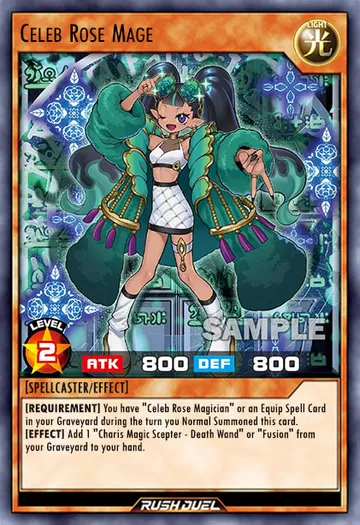 Celeb Rose Mage
LIGHT
光
SAMPLE
LEVEL
2
ATK 800 DEF 800
[SPELLCASTER/EFFECT]
[REQUIREMENT] You have "Celeb Rose Magician" or an Equip Spell Card
in your Graveyard during the turn you Normal Summoned this card.
[EFFECT] Add 1 "Charis Magic Scepter - Death Wand" or "Fusion" from
your Graveyard to your hand.
RUSH DUEL